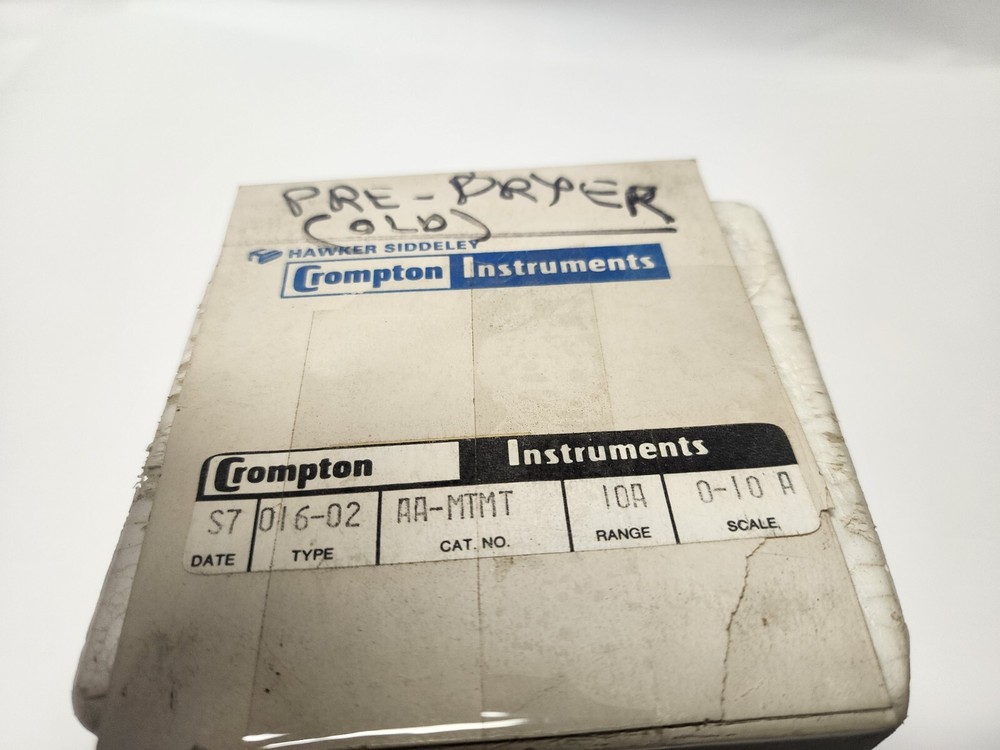 PRE-DRYER
(OLD)
HAWKER SIDDELEY
Crompton Instruments
Crompton Instruments
S7 016-02 AA-MTMT 10A 0-10 A
DATE TYPE CAT. NO. RANGE SCALE